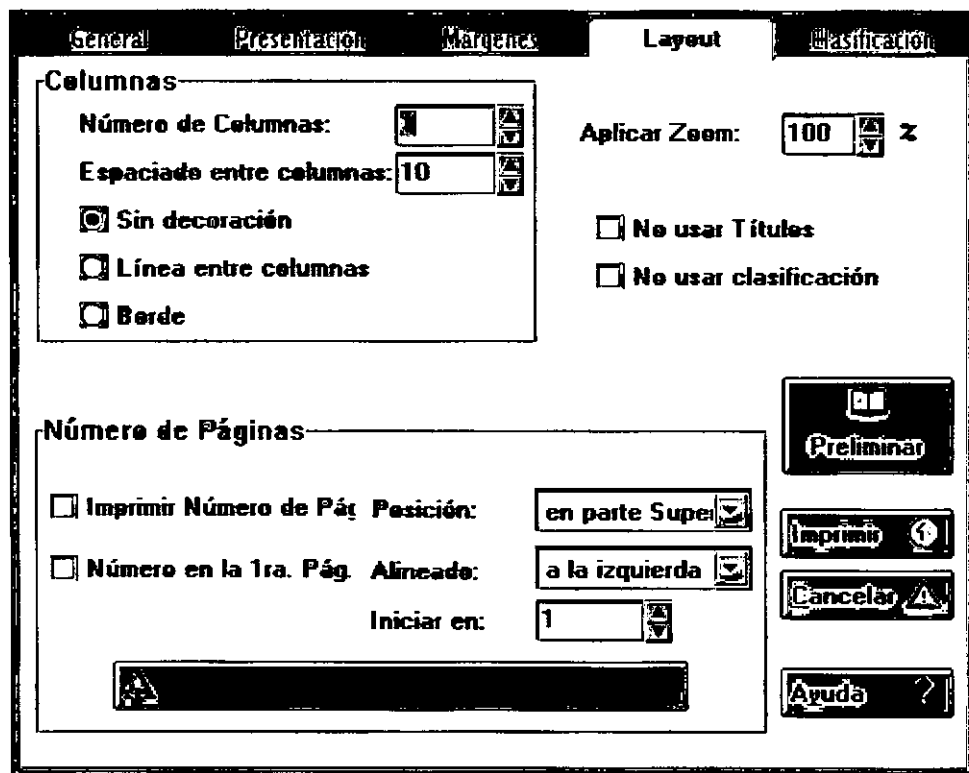 General Presentación Márgenes Layout Clasificación
Columnas
Número de Columnas:
Aplicar Zoom: 100 %
Espaciado entre columnas: 10
Sin decoración
No usar Títulos
Línea entre columnas
No usar clasificación
Borde
Preliminar
Número de Páginas
Imprimir Número de Pág Posición: en parte Super
Imprimir
Número en la 1ra. Pág. Alineado: a la izquierda
Cancelar
Iniciar en: 1
A
Ayuda ?